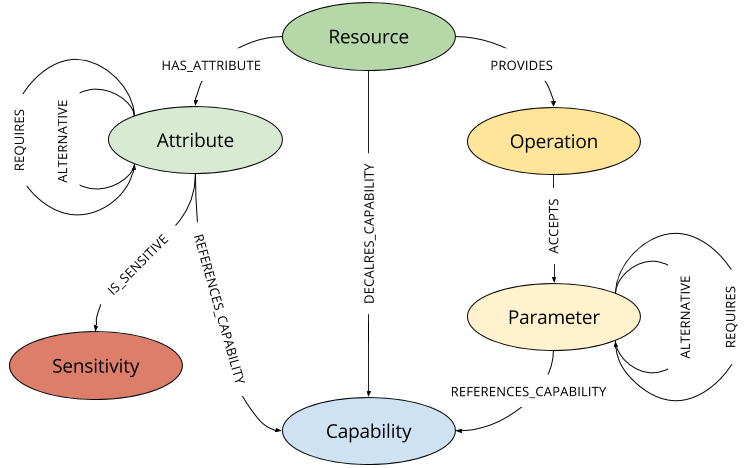 Resource
HAS_ATTRIBUTE
PROVIDES
REQUIRES
ALTERNATIVE
Attribute
Operation
DECALRES_CAPABILITY
ACCEPTS
IS_SENSITIVE
REFERENCES_CAPABILITY
Parameter
ALTERNATIVE
REQUIRES
Sensitivity
REFERENCES_CAPABILITY
Capability